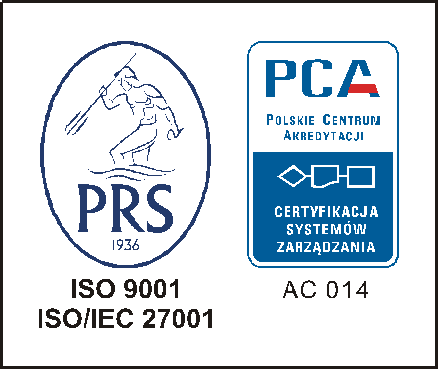 PRS
1936
ISO 9001
ISO/IEC 27001
PCA
POLSKIE CENTRUM
AKREDYTACJI
CERTYFIKACJA
SYSTEMÓW
ZARZĄDZANIA
AC 014